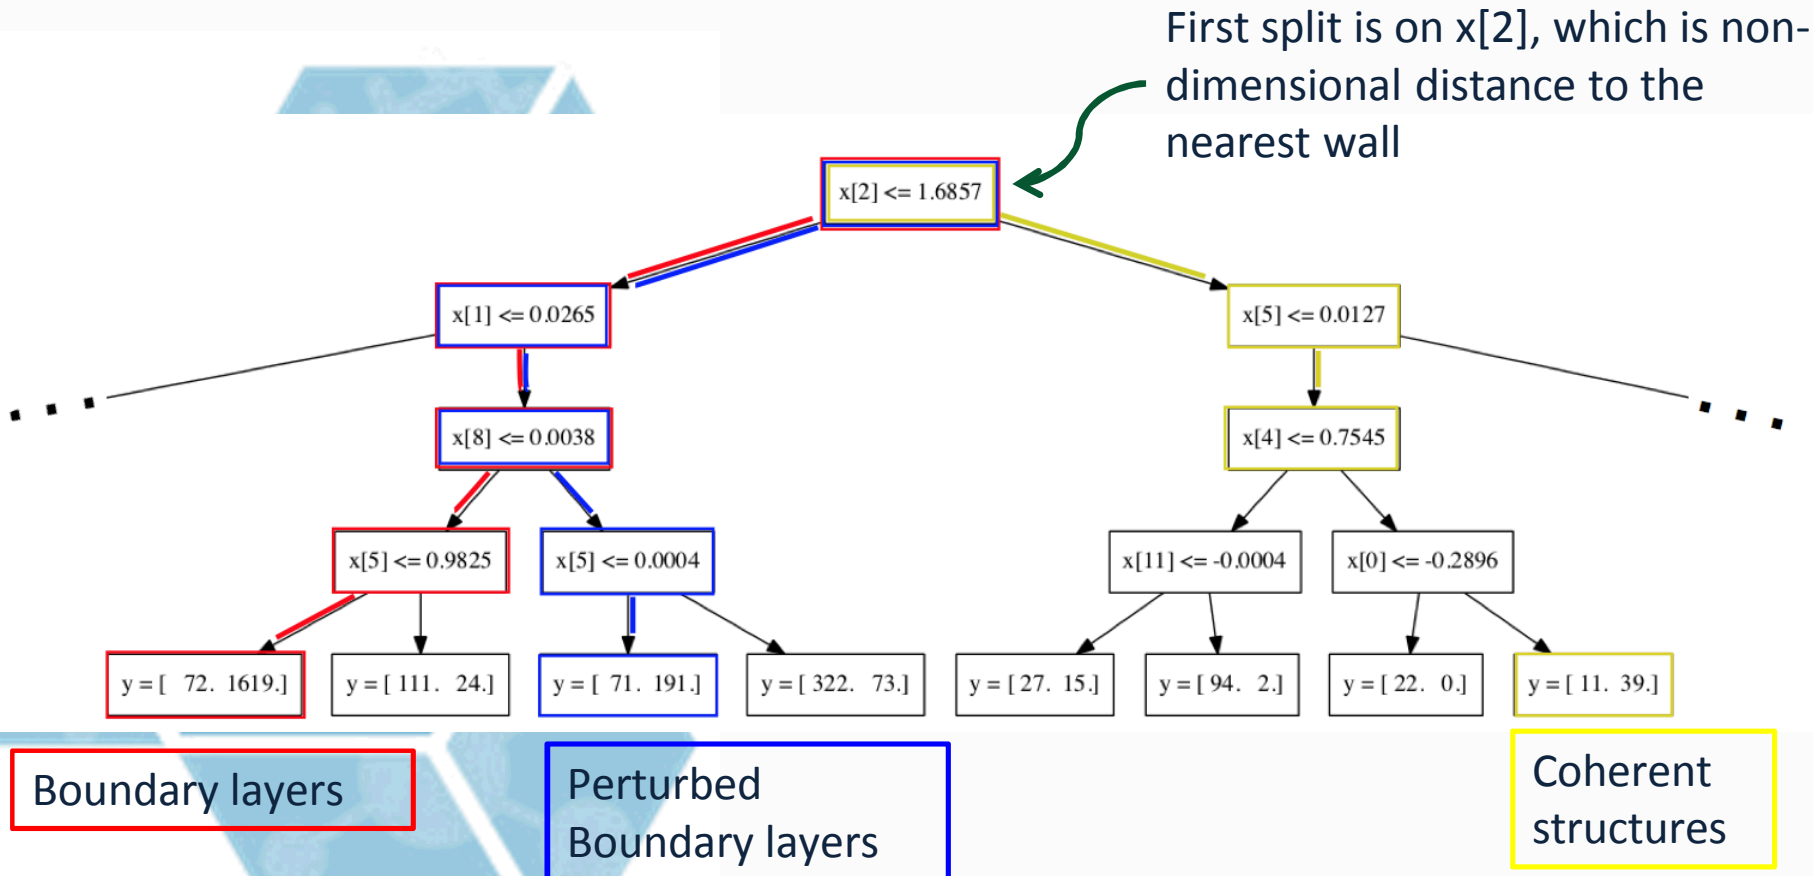 First split is on x[2], which is non-
dimensional distance to the
nearest wall
x[2] <= 1.6857
x[1] <= 0.0265
x[5] <= 0.0127
x[8] <= 0.0038
x[4] <= 0.7545
x[5] <= 0.9825
x[5] <= 0.0004
x[11] <= -0.0004
x[0] <= -0.2896
y = [ 72. 1619.]
y = [ 111. 24.]
y = [ 71. 191.]
y = [ 322. 73.]
y = [ 27. 15.]
y = [ 94. 2.]
y = [ 22. 0.]
y = [ 11. 39.]
Boundary layers
Perturbed
Boundary layers
Coherent
structures